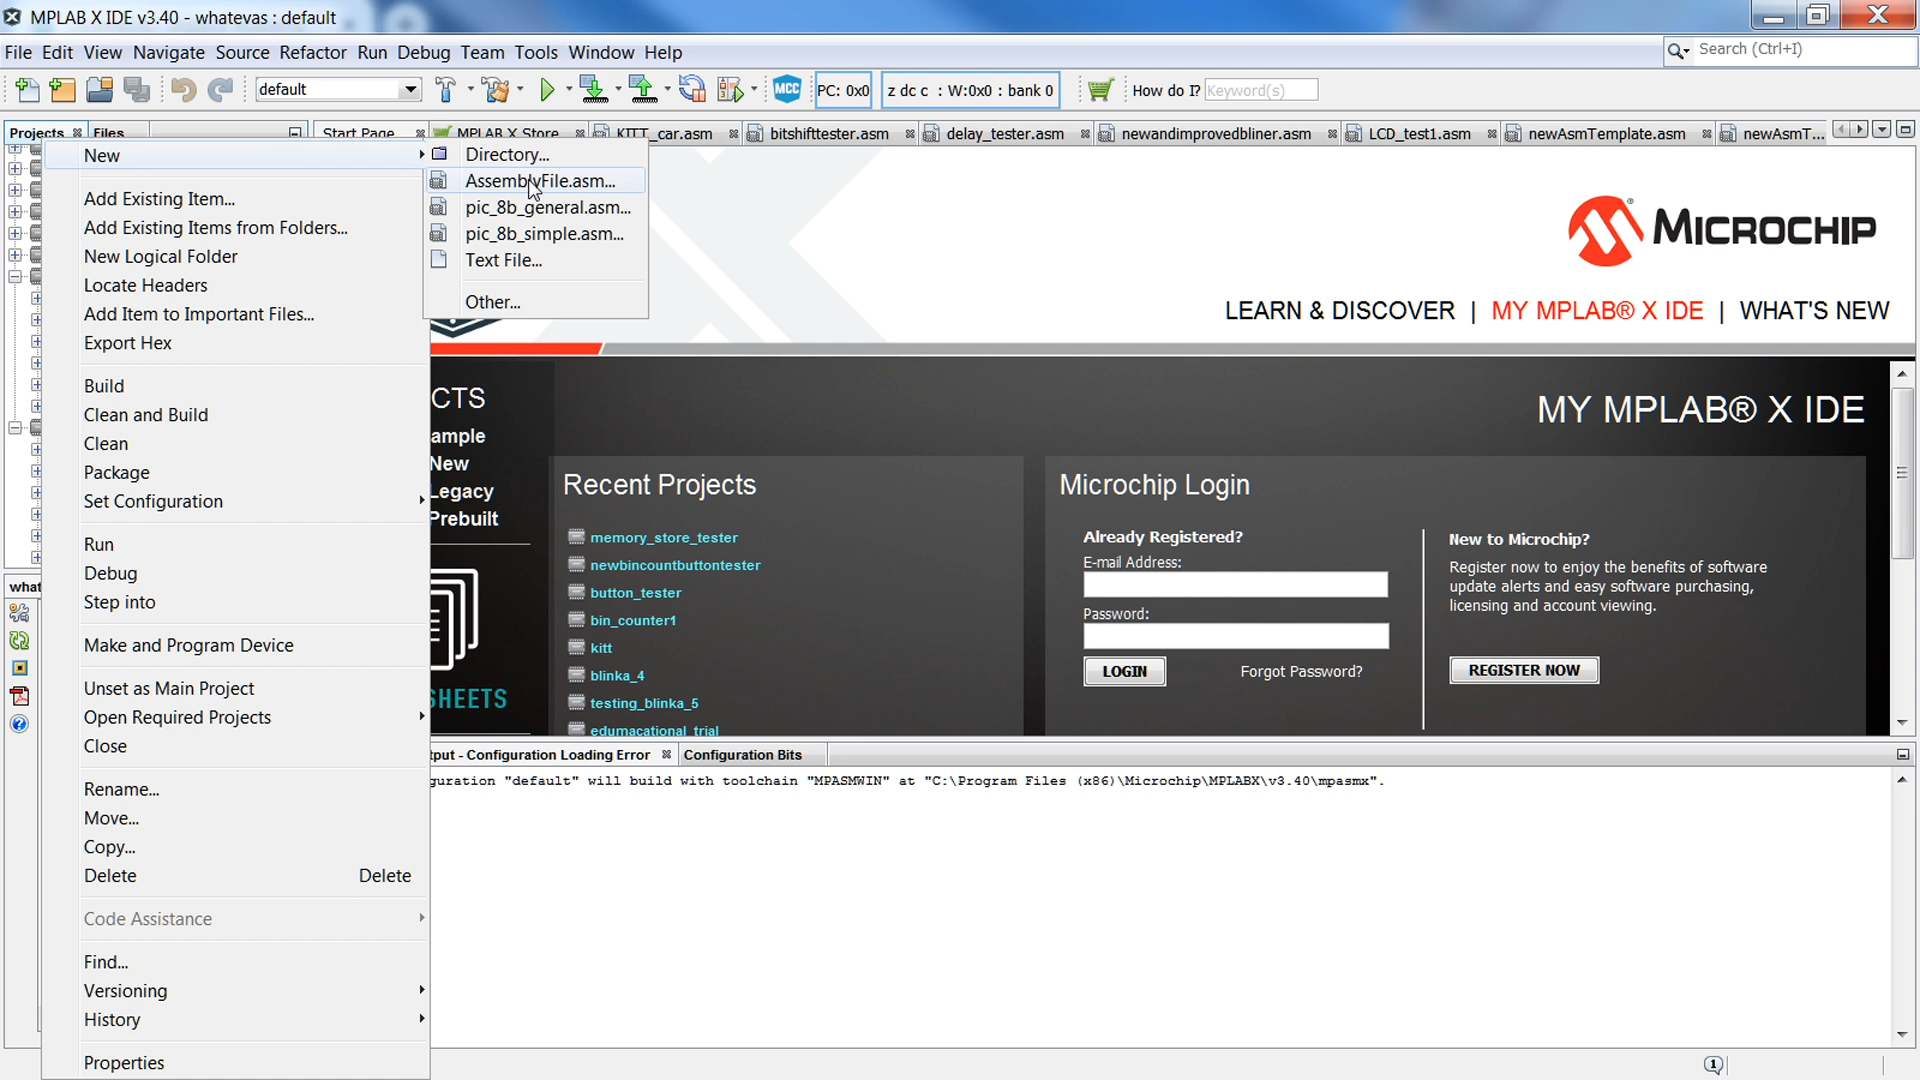 MPLAB X IDE v3.40 - whatevas : default
File Edit View Navigate Source Refactor Run Debug Team Tools Window Help
Search (Ctrl+I)
default
MCC
PC: 0x0
z dc c : W:0x0 : bank 0
How do I? Keyword(s)
Projects Files
Start Page MPLAB X Store KITT_car.asm bitshifttester.asm delay_tester.asm newandimprovedbliner.asm LCD_test1.asm newAsmTemplate.asm newAsmT...
New
Add Existing Item...
Add Existing Items from Folders...
New Logical Folder
Locate Headers
Add Item to Important Files...
Export Hex
Build
Clean and Build
Clean
Package
Set Configuration
Run
Debug
Step into
Make and Program Device
Unset as Main Project
Open Required Projects
Close
Rename...
Move...
Copy...
Delete Delete
Code Assistance
Find...
Versioning
History
Properties
Directory...
AssemblyFile.asm...
pic_8b_general.asm...
pic_8b_simple.asm...
Text File...
Other...
MICROCHIP
LEARN & DISCOVER | MY MPLAB® X IDE | WHAT'S NEW
MY MPLAB® X IDE
CTS
ample
New
Legacy
Prebuilt
SHEETS
Recent Projects
memory_store_tester
newbincountbuttontester
button_tester
bin_counter1
kitt
blinka_4
testing_blinka_5
edumacational_trial
Microchip Login
Already Registered?
E-mail Address:
Password:
LOGIN
Forgot Password?
New to Microchip?
Register now to enjoy the benefits of software
update alerts and easy software purchasing,
licensing and account viewing.
REGISTER NOW
what
tput - Configuration Loading Error Configuration Bits
guration "default" will build with toolchain "MPASMWIN" at "C:\Program Files (x86)\Microchip\MPLABX\v3.40\mpasmx".
1